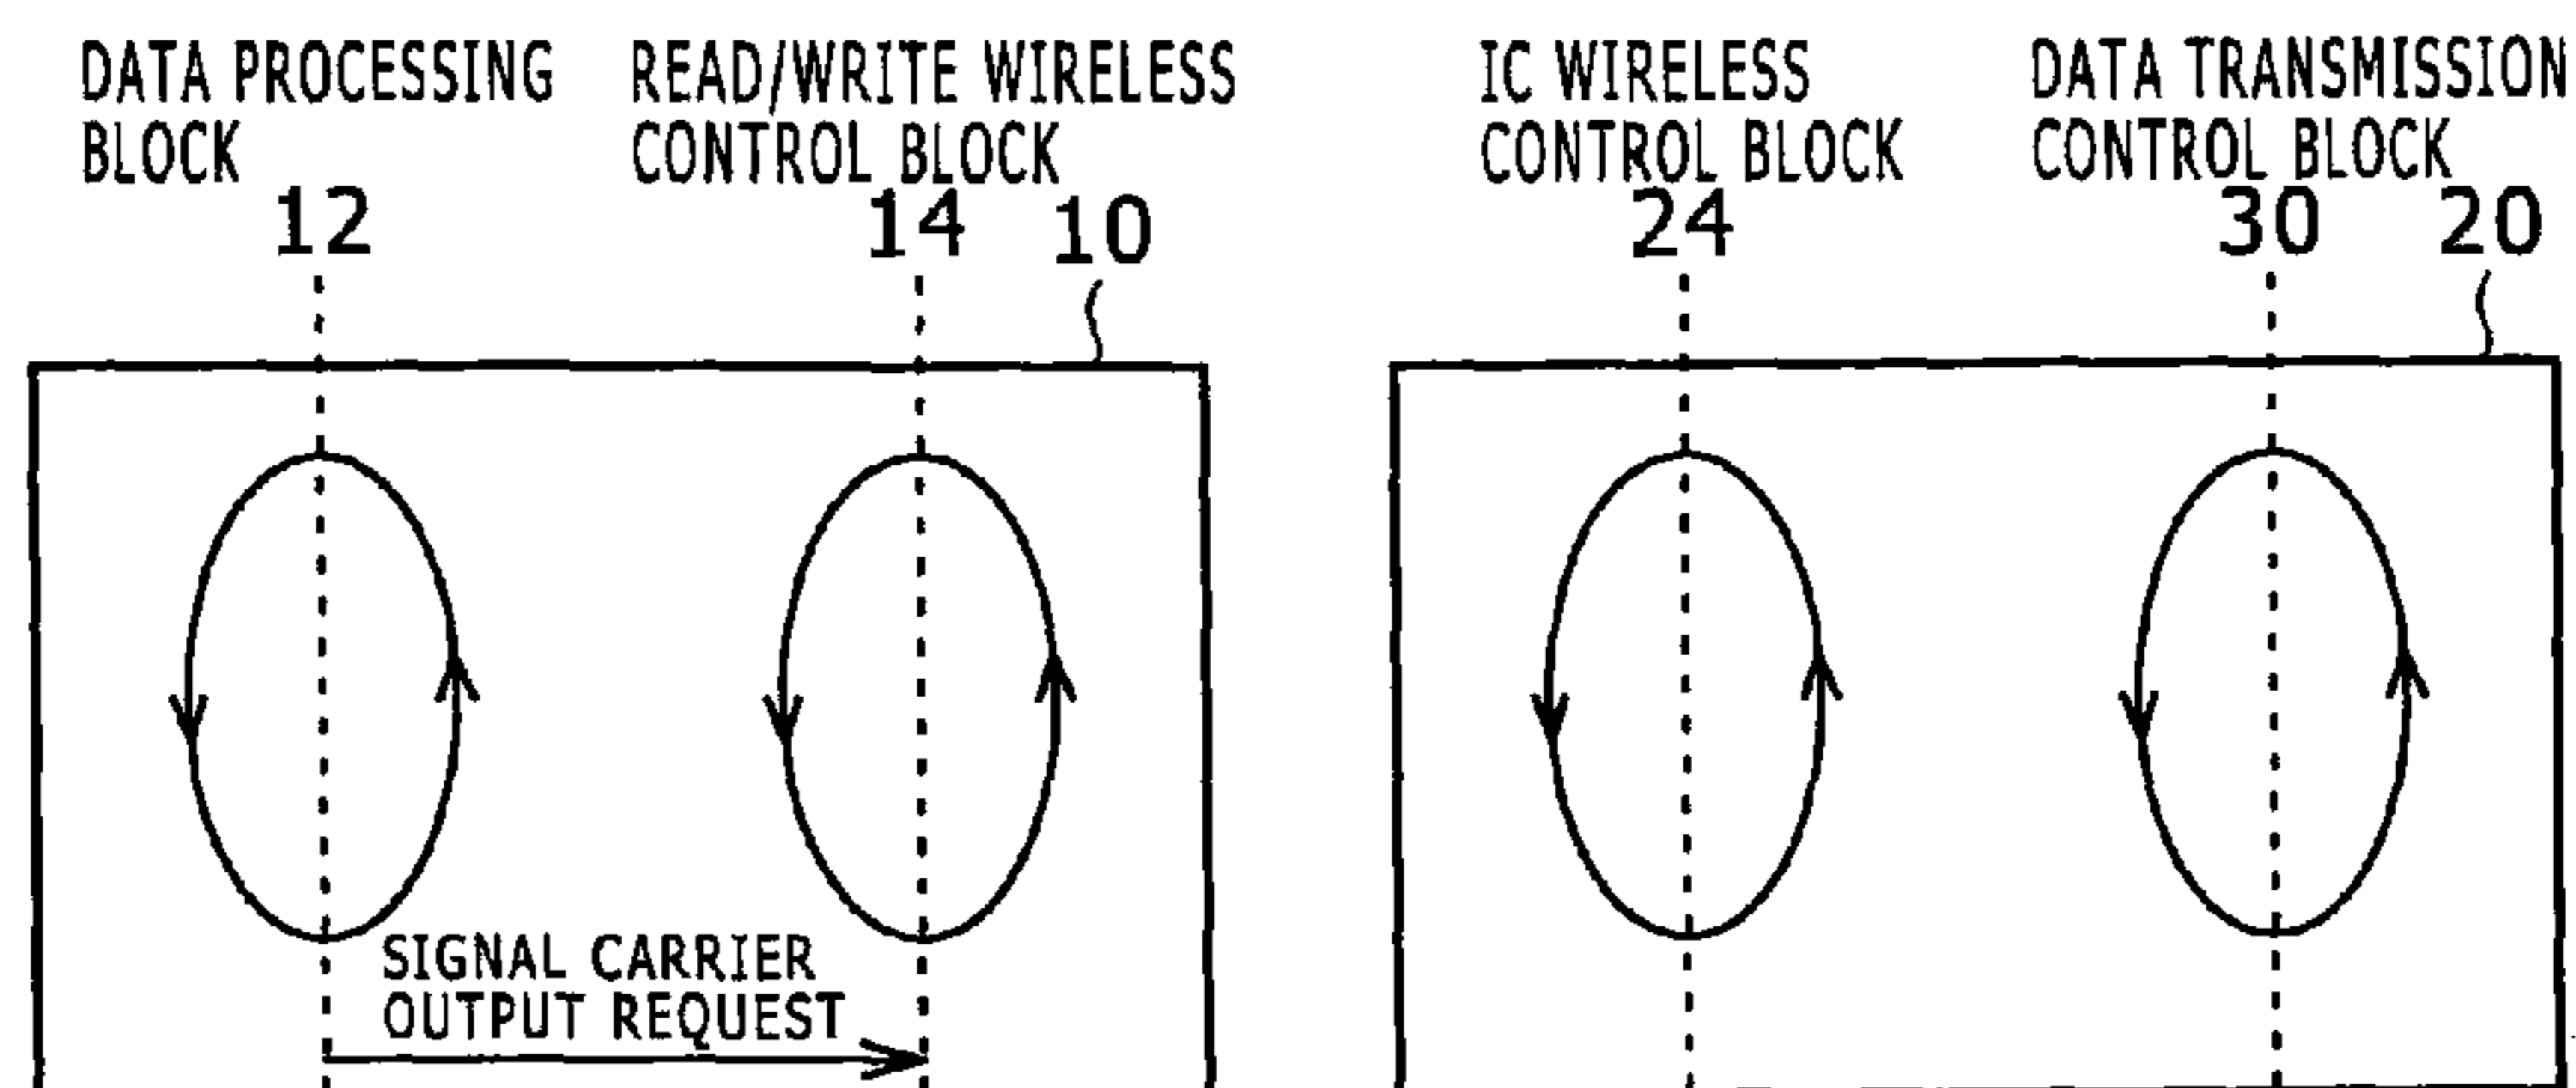 DATA PROCESSING
BLOCK
12
READ/WRITE WIRELESS
CONTROL BLOCK
14
10
IC WIRELESS
CONTROL BLOCK
24
DATA TRANSMISSION
CONTROL BLOCK
30
20
SIGNAL CARRIER
OUTPUT REQUEST